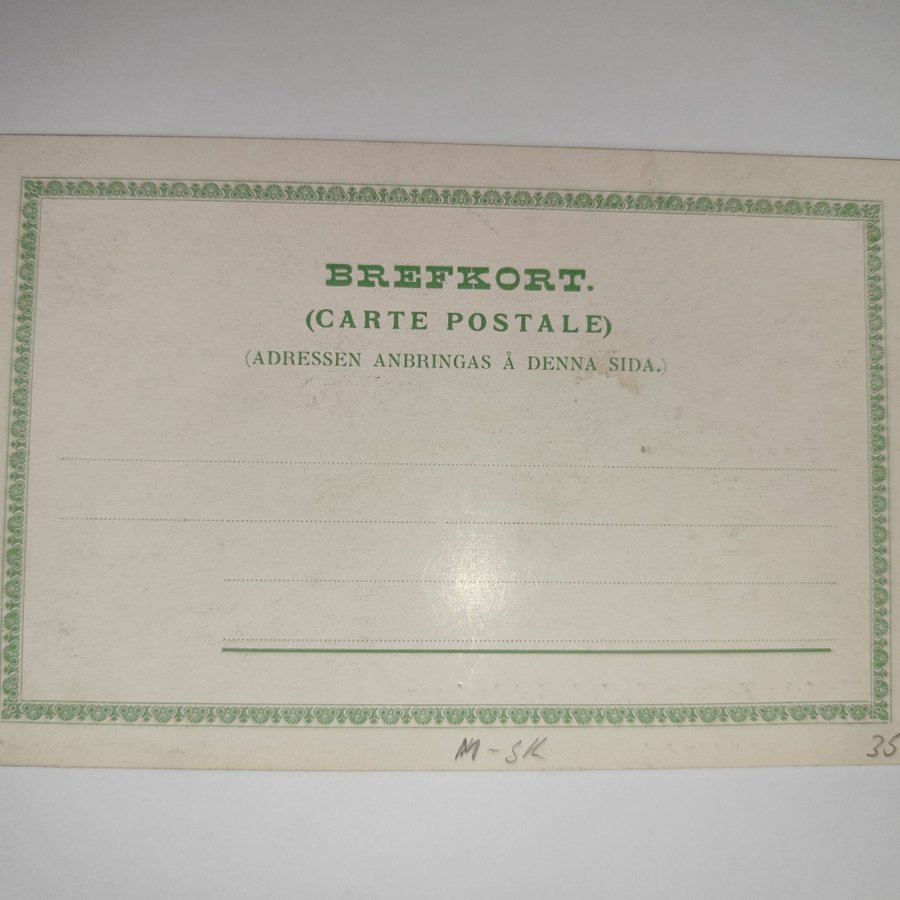 BREFKORT.
(CARTE POSTALE)
(ADRESSEN ANBRINGAS Å DENNA SIDA.)
M-SK
35